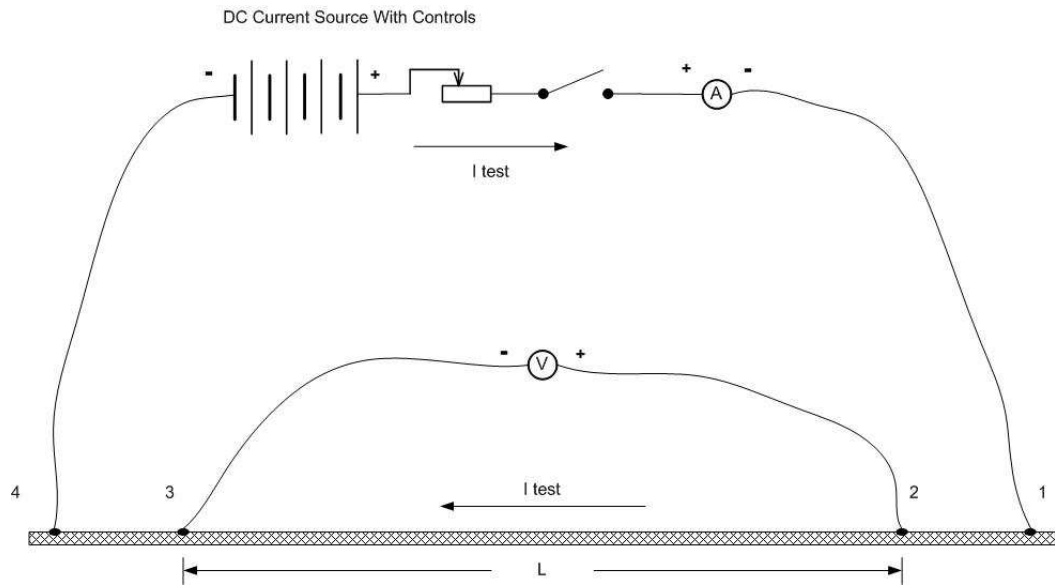 DC Current Source With Controls
- + + -
A
I test
- V +
4 3 I test 2 1
L